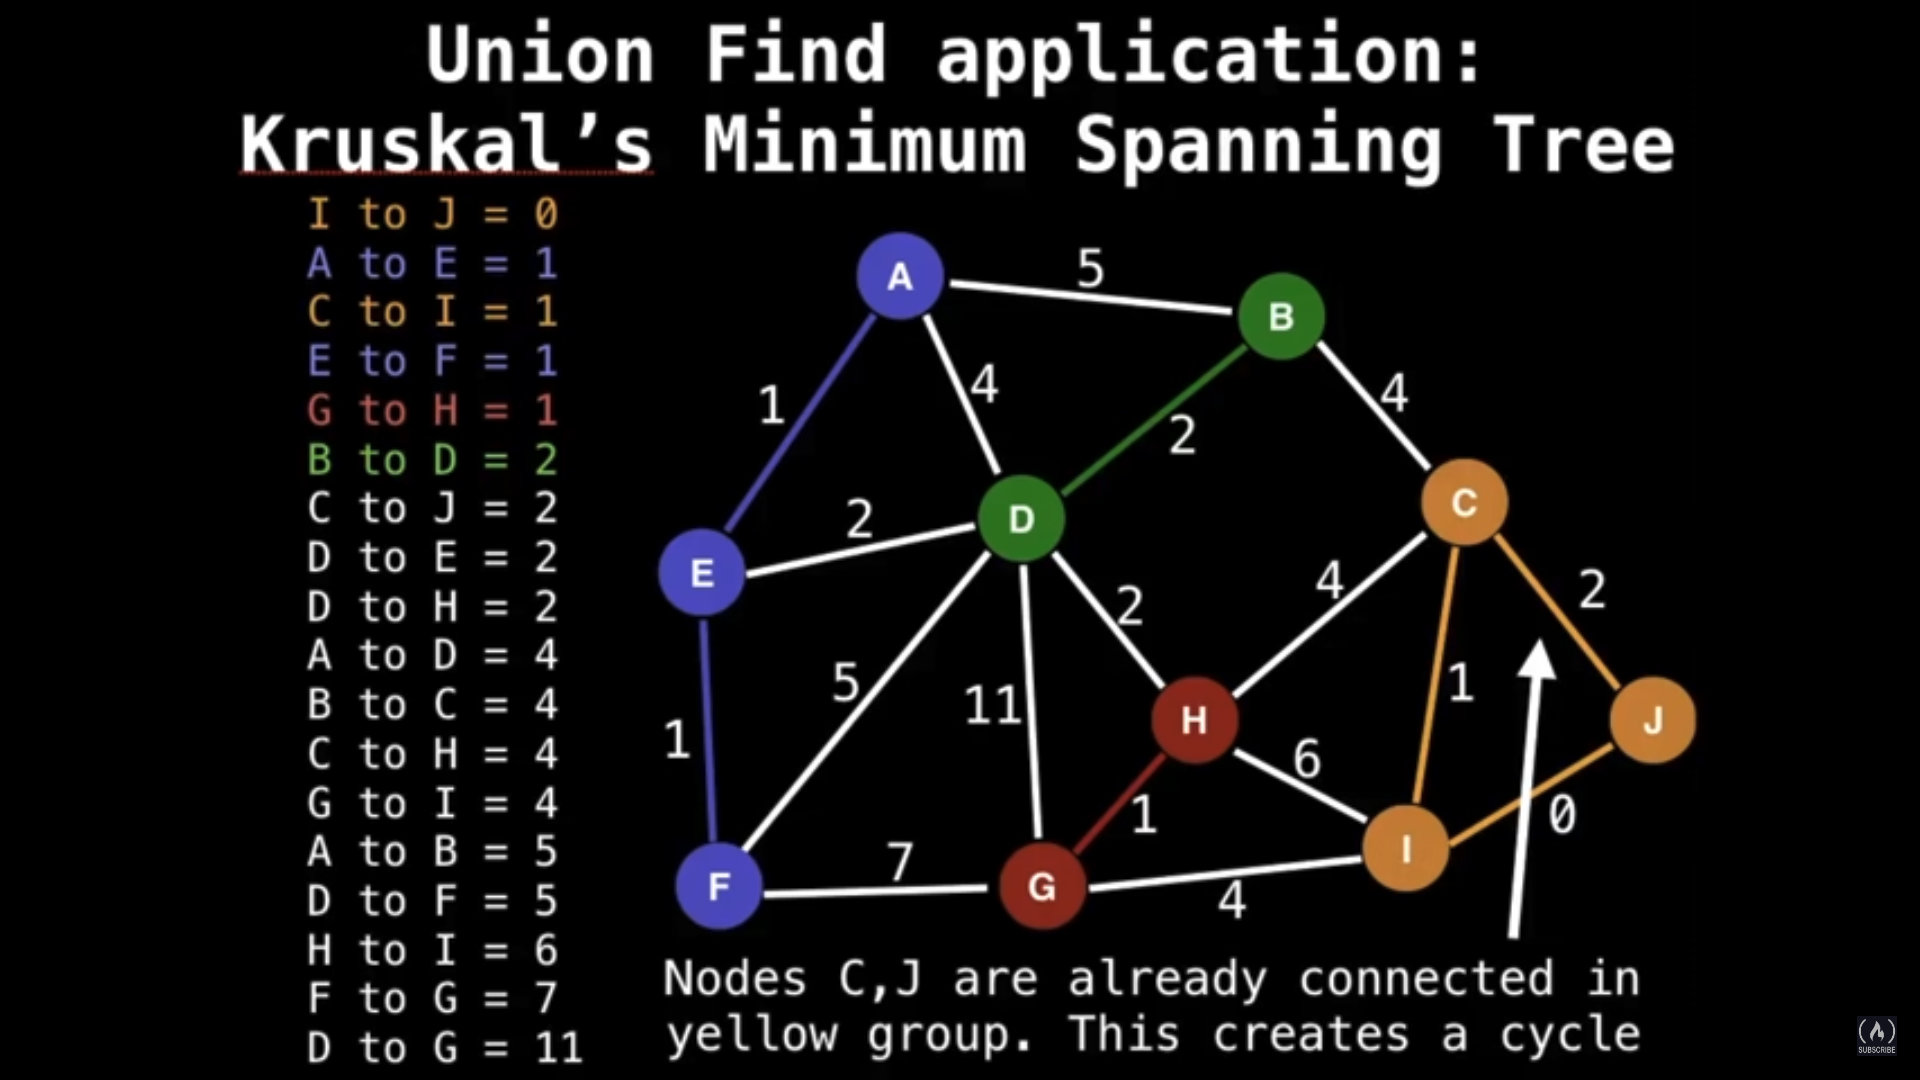 Union Find application:
Kruskal’s Minimum Spanning Tree
I to J = 0
A to E = 1
C to I = 1
E to F = 1
G to H = 1
B to D = 2
C to J = 2
D to E = 2
D to H = 2
A to D = 4
B to C = 4
C to H = 4
G to I = 4
A to B = 5
D to F = 5
H to I = 6
F to G = 7
D to G = 11
A
5
B
1
4
2
4
C
D
2
E
2
4
2
5
11
1
1
H
J
6
1
0
I
7
F
G
4
Nodes C,J are already connected in
yellow group. This creates a cycle
SUBSCRIBE